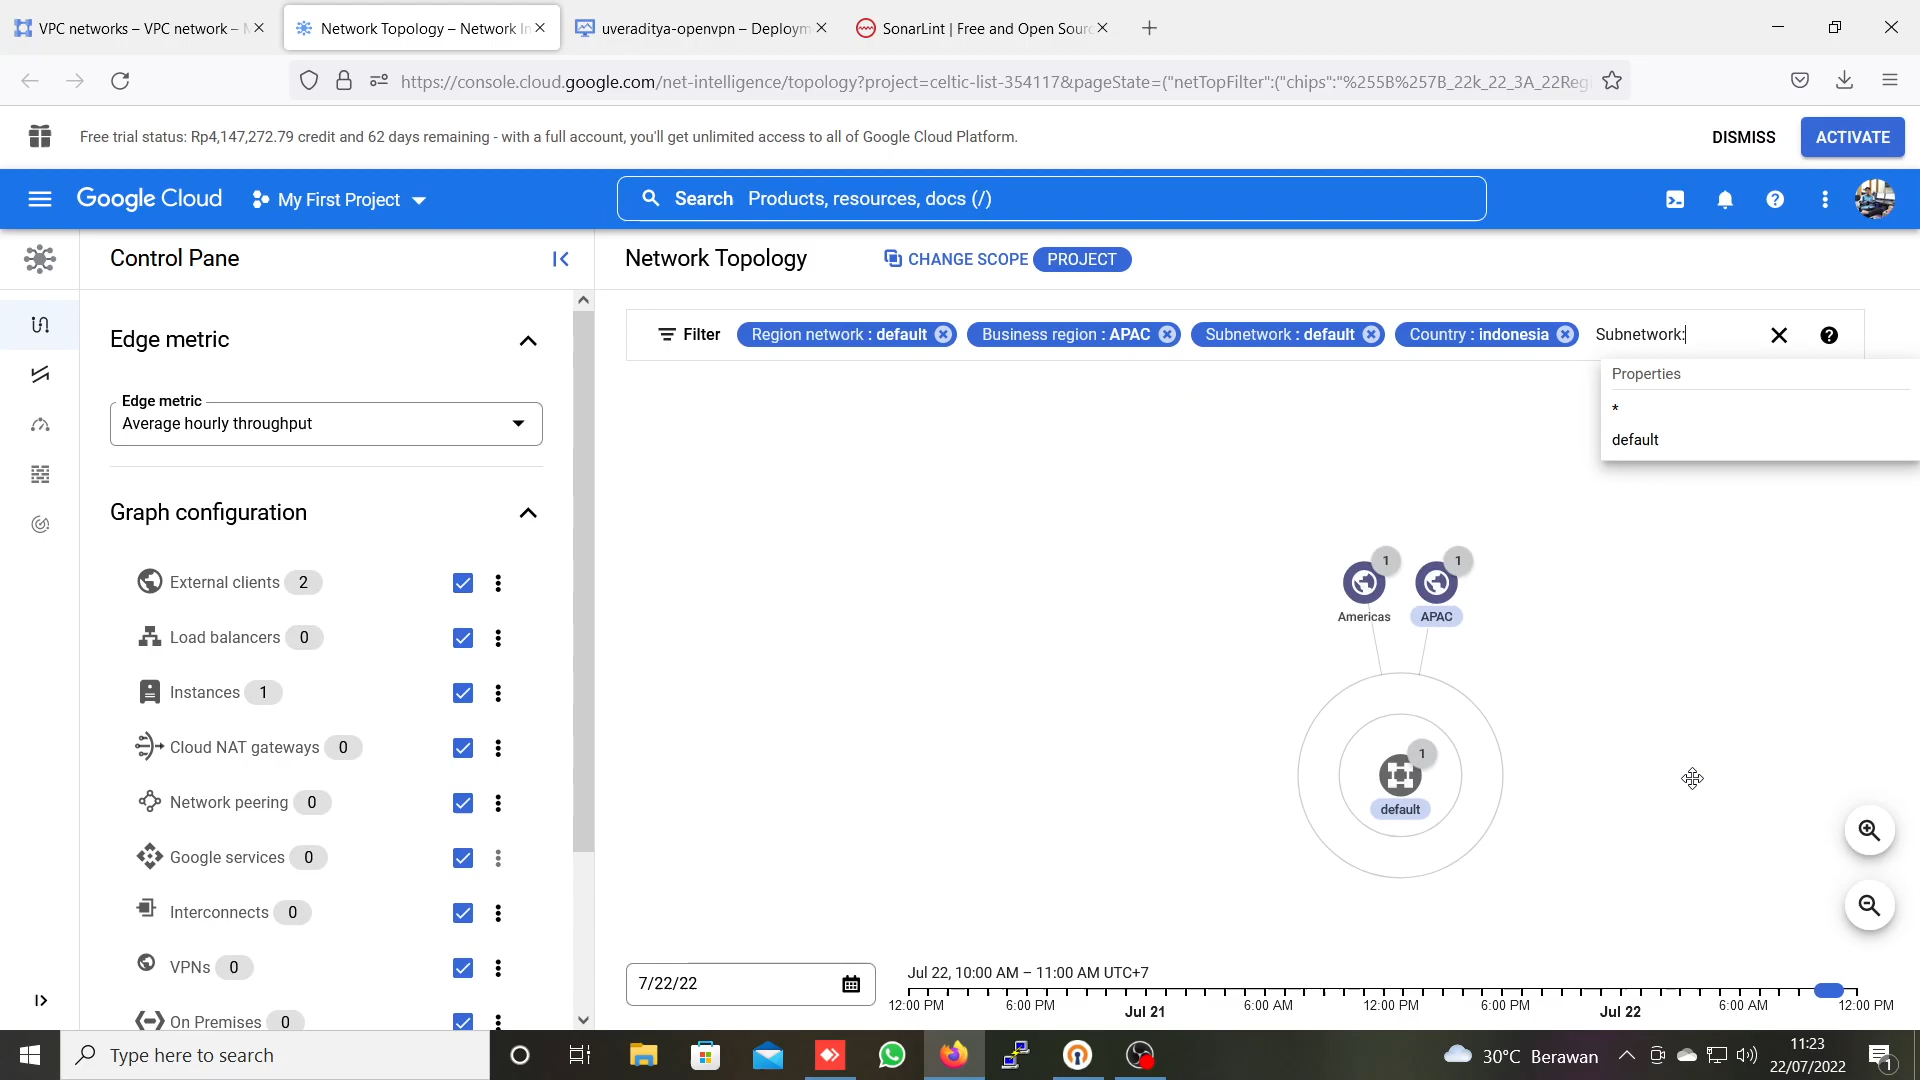 VPC networks – VPC network – M
Network Topology – Network In
uveraditya-openvpn – Deploym
SonarLint | Free and Open Sourc
https://console.cloud.google.com/net-intelligence/topology?project=celtic-list-354117&pageState=("netTopFilter":("chips":"%255B%257B_22k_22_3A_22Regi
Free trial status: Rp4,147,272.79 credit and 62 days remaining - with a full account, you'll get unlimited access to all of Google Cloud Platform.
DISMISS
ACTIVATE
Google Cloud
My First Project
Search Products, resources, docs (/)
Control Pane
Network Topology
CHANGE SCOPE
PROJECT
Edge metric
Edge metric
Average hourly throughput
Graph configuration
External clients 2
Load balancers 0
Instances 1
Cloud NAT gateways 0
Network peering 0
Google services 0
Interconnects 0
VPNs 0
On Premises 0
Filter
Region network : default
Business region : APAC
Subnetwork : default
Country : indonesia
Subnetwork:
Properties
*
default
1
1
Americas
APAC
1
default
7/22/22
Jul 22, 10:00 AM – 11:00 AM UTC+7
12:00 PM
6:00 PM
Jul 21
6:00 AM
12:00 PM
6:00 PM
Jul 22
6:00 AM
12:00 PM
Type here to search
30°C Berawan
11:23
22/07/2022
1